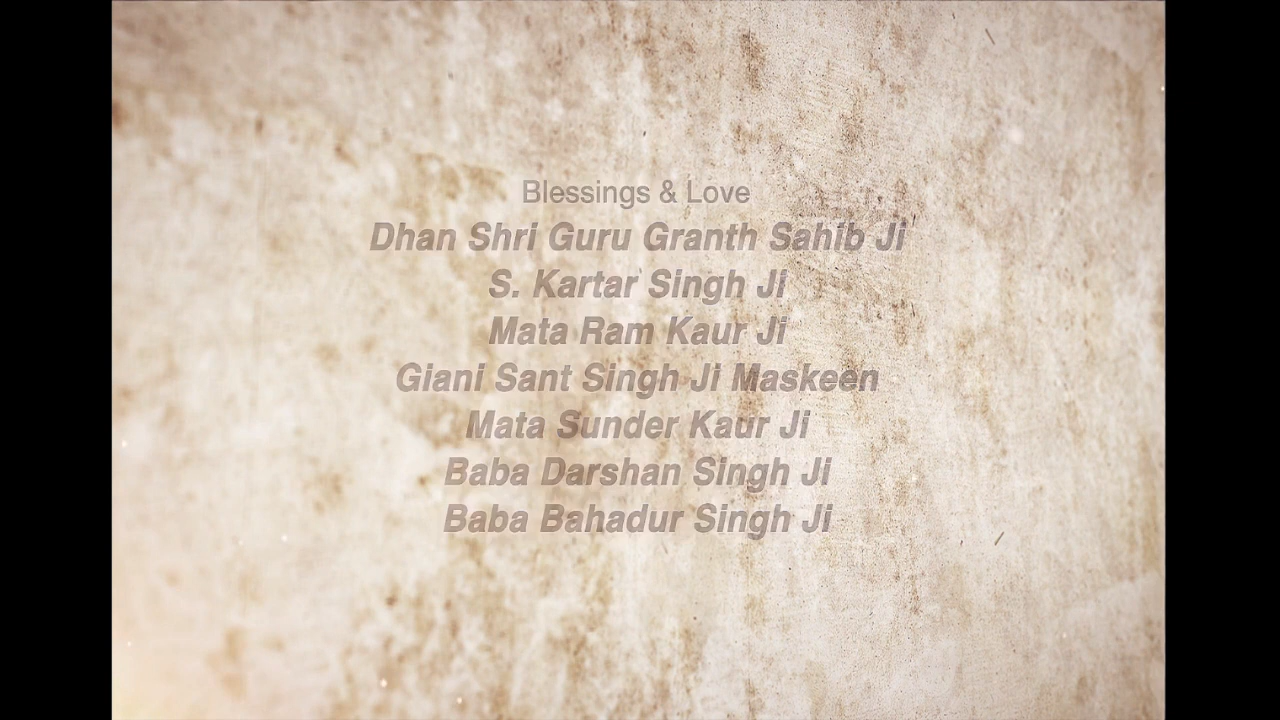 Blessings & Love
Dhan Shri Guru Granth Sahib Ji
S. Kartar Singh Ji
Mata Ram Kaur Ji
Giani Sant Singh Ji Maskeen
Mata Sunder Kaur Ji
Baba Darshan Singh Ji
Baba Bahadur Singh Ji